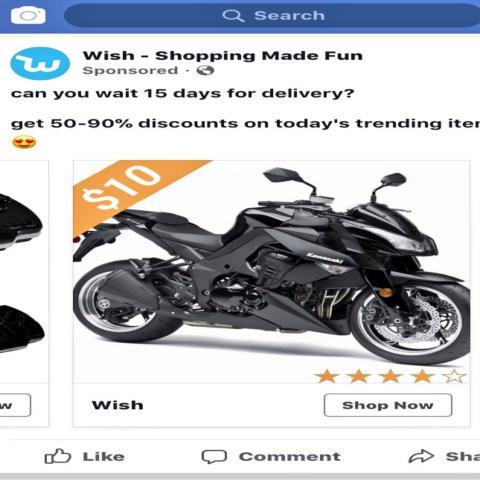 Search
Wish - Shopping Made Fun
Sponsored ·
can you wait 15 days for delivery?
get 50-90% discounts on today's trending iter
😍
$10
Kawasaki
w
Wish
Shop Now
Like
Comment
Sha